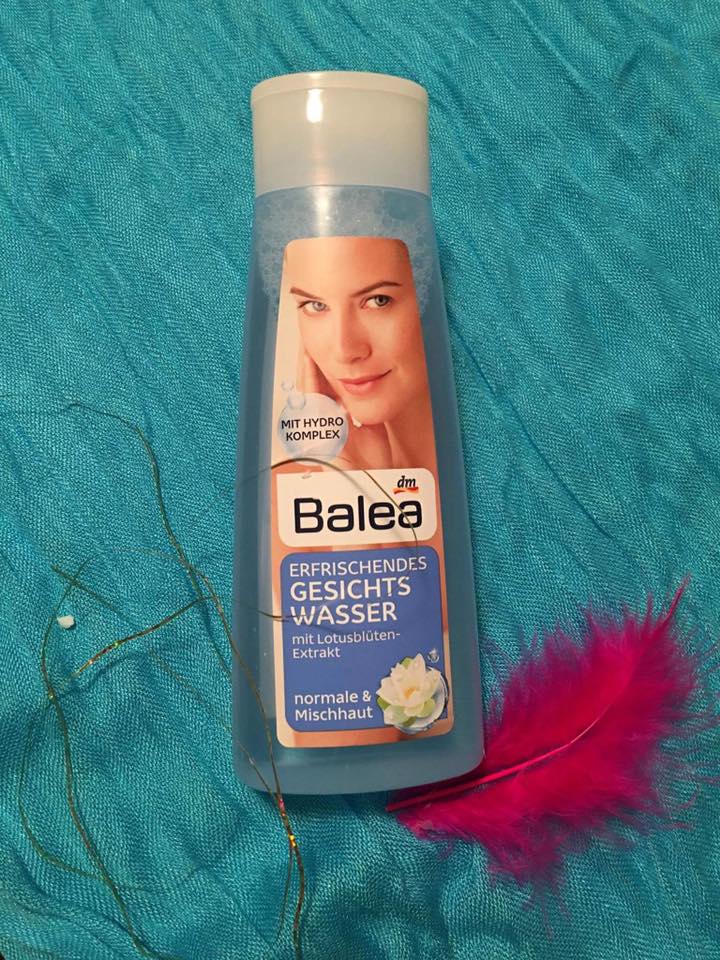 MIT HYDRO
KOMPLEX
dm
Balea
ERFRISCHENDES
GESICHTS
WASSER
mit Lotusblüten-
Extrakt
normale &
Mischhaut